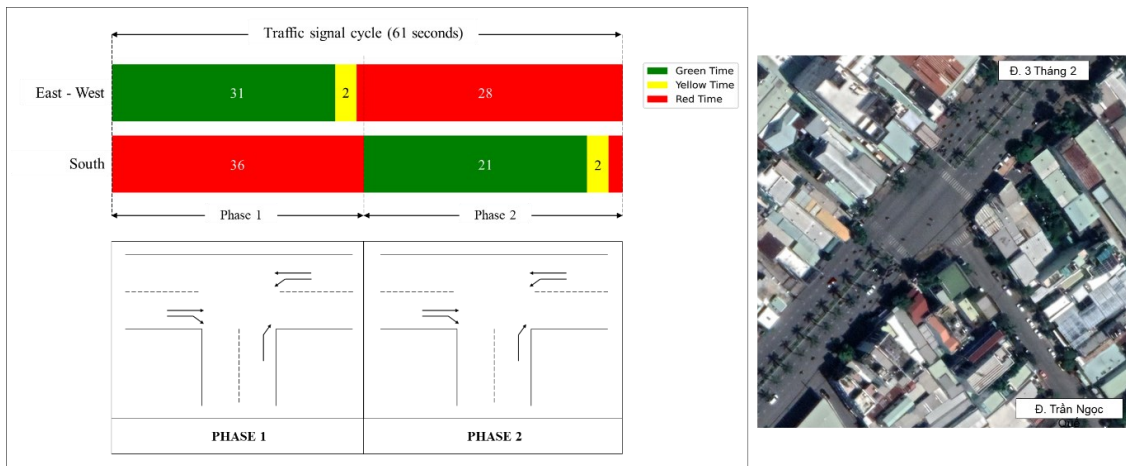 Traffic signal cycle (61 seconds)
East - West
31
2
28
South
36
21
2
Green Time
Yellow Time
Red Time
Phase 1
Phase 2
PHASE 1
PHASE 2
Đ. 3 Tháng 2
Đ. Trần Ngọc
Quế